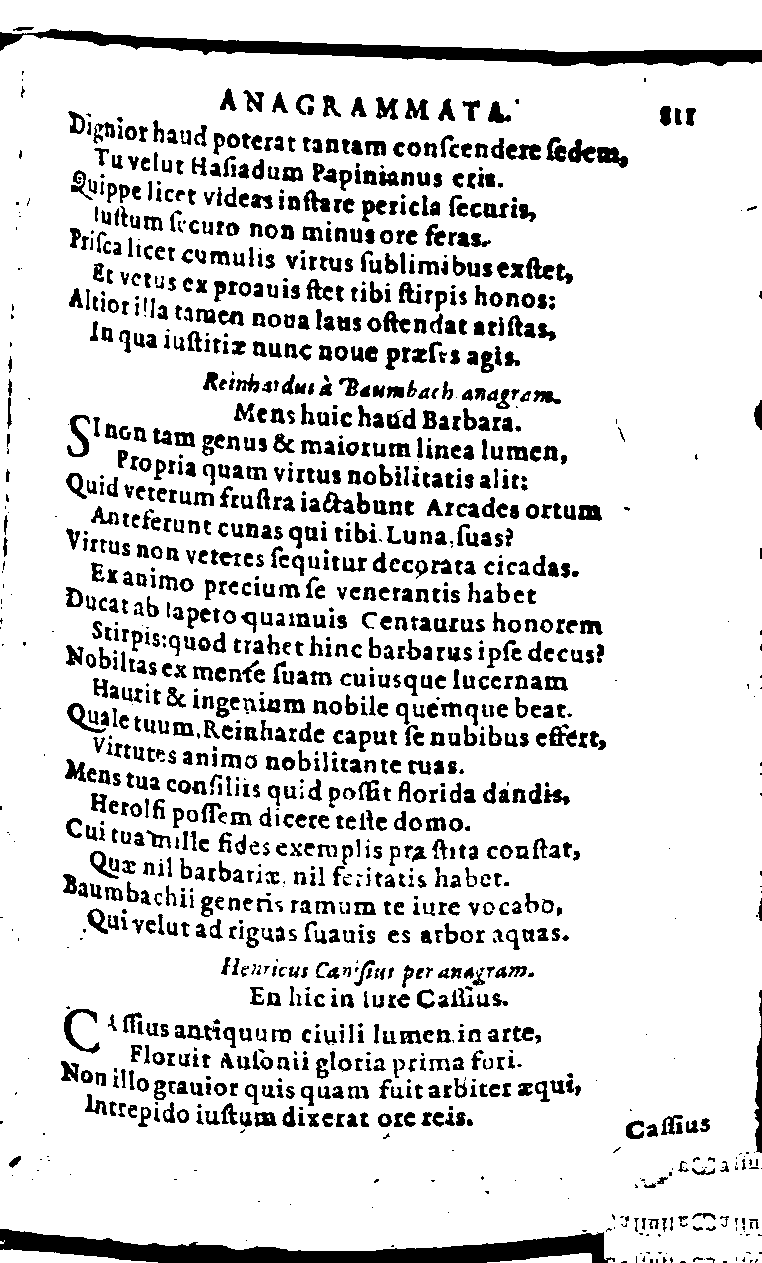 ANAGRAMMATA. 811
Dignior haud poterat tantam conſcendere ſedem,
Tu velut Haſiadum Papinianus eris.
Quippe licet videas inſtare pericla ſecuris,
Iuſtum ſecuro non minus ore feras.
Priſca licet cumulis virtus ſublimibus exſtet,
Et vetus ex proauis ſtet tibi ſtirpis honos:
Altior illa tamen noua laus oſtendat ariſtas,
In qua iuſtitiæ nunc noue præſes agis.
Reinhardus à Baumbach anagram.
Mens huic haud Barbara.
SI non tam genus & maiorum linea lumen,
Propria quam virtus nobilitatis alit:
Quid veterum fruſtra iactabunt Arcades ortum
Anteferunt cunas qui tibi Luna, ſuas?
Virtus non veteres ſequitur decorata cicadas.
Ex animo precium ſe venerantis habet
Ducat ab Iapeto quamuis Centaurus honorem
Stirpis: quod trahet hinc barbarus ipſe decus?
Nobiltas ex mente ſuam cuiusque lucernam
Haurit & ingenium nobile quemque beat.
Quale tuum, Reinharde caput ſe nubibus effert,
Virtutes animo nobilitante tuas.
Mens tua conſiliis quid poſſit florida dandis,
Herolfi poſſem dicere teſte domo.
Cui tua mille fides exemplis præſtita conſtat,
Quæ nil barbariæ, nil feritatis habet.
Baumbachii generis ramum te iure vocabo,
Qui velut ad riguas ſuauis es arbor aquas.
Henricus Caniſius per anagram.
En hic in iure Caſſius.
CAſſius antiquum ciuili lumen in arte,
Floruit Auſonii gloria prima fori.
Non illo grauior quisquam fuit arbiter æqui,
Intrepido iuſtum dixerat ore reis.
Caſſius